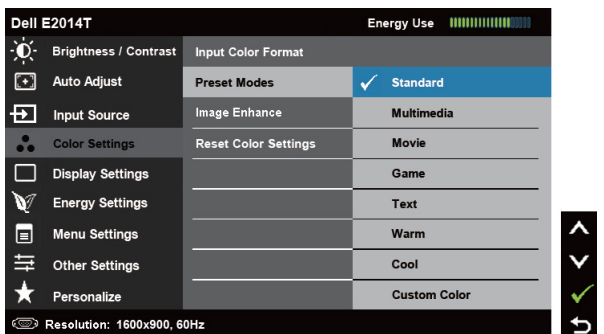 Dell E2014T
Energy Use
Brightness / Contrast
Auto Adjust
Input Source
Color Settings
Display Settings
Energy Settings
Menu Settings
Other Settings
Personalize
Input Color Format
Preset Modes
Image Enhance
Reset Color Settings
Standard
Multimedia
Movie
Game
Text
Warm
Cool
Custom Color
Resolution: 1600x900, 60Hz